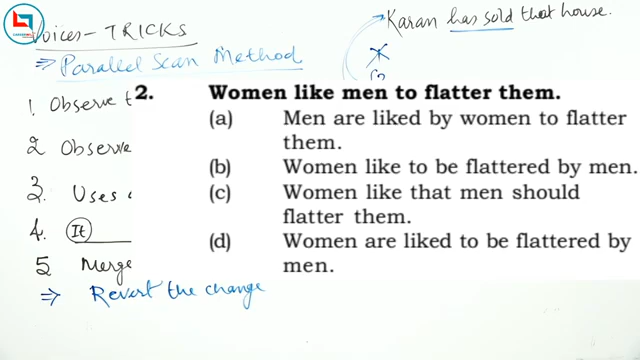 Voices - TRICKS
Karan has sold that house.
⇒ Parallel Scan Method
1. Observe
2. Women like men to flatter them.
(a) Men are liked by women to flatter
them.
2 Observe
(b) Women like to be flattered by men.
3. Uses
(c) Women like that men should
flatter them.
4. It
(d) Women are liked to be flattered by
men.
5 Merge
⇒ Revert the change